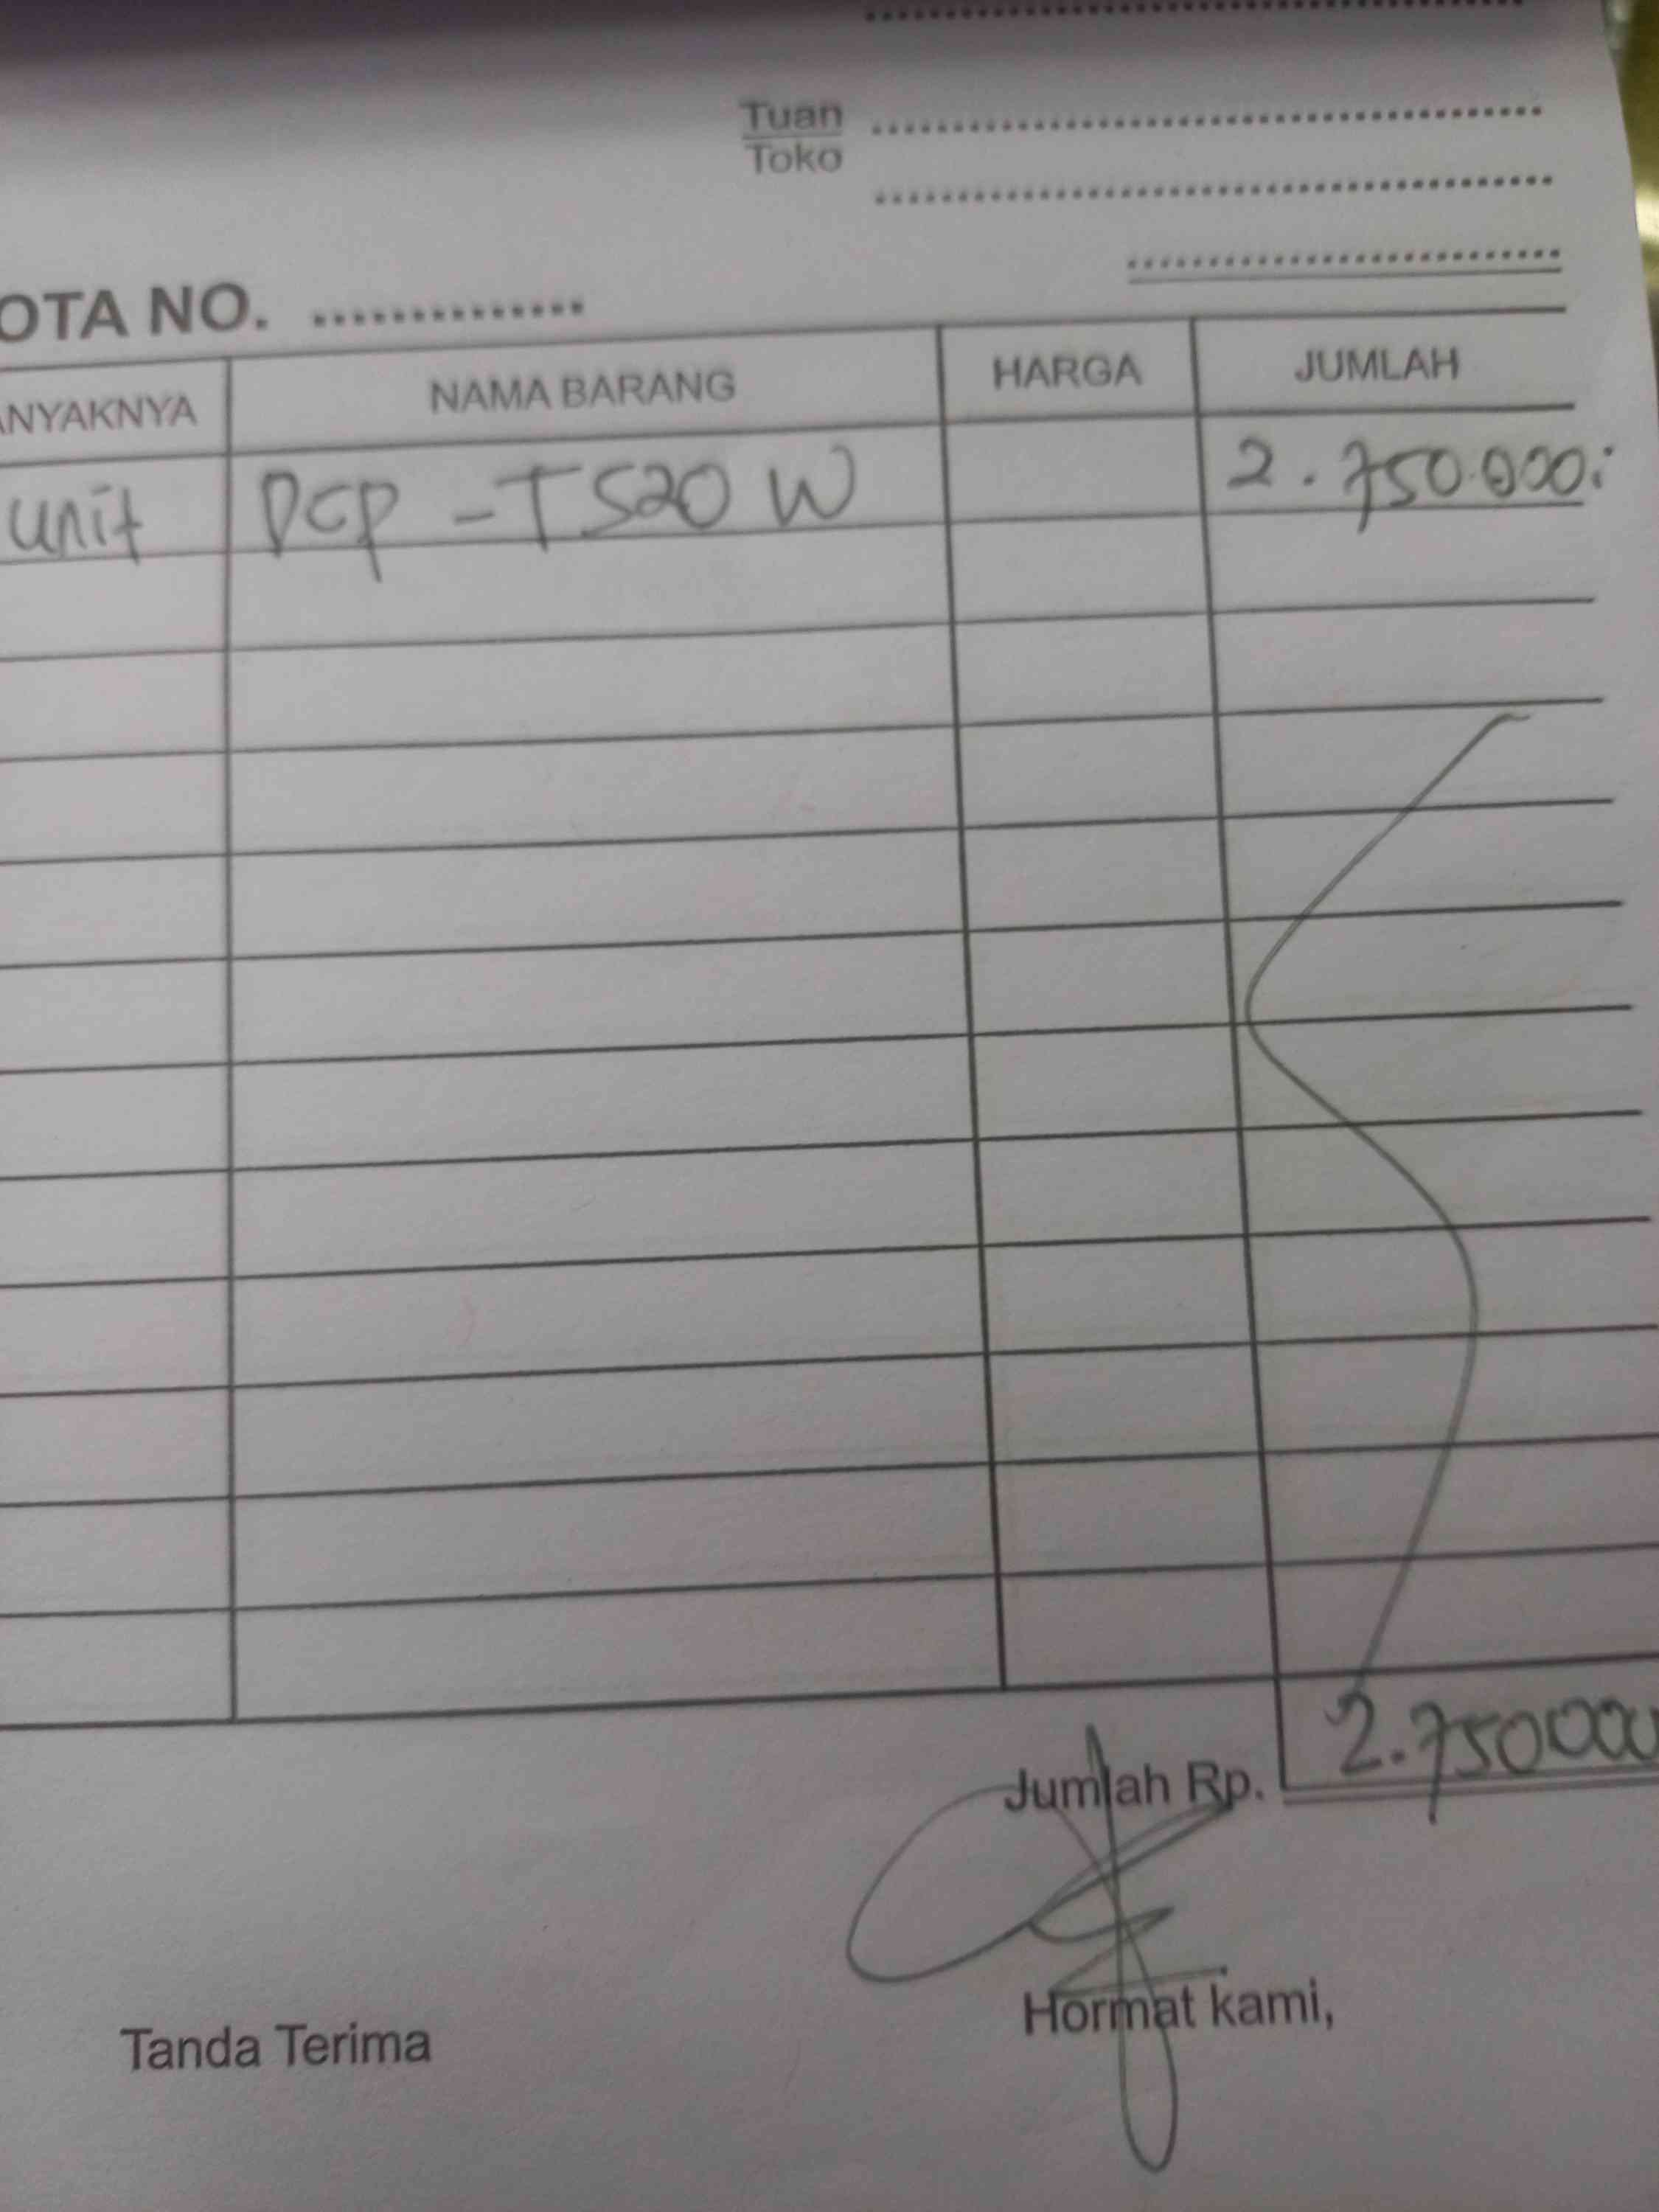 Tuan
Toko
OTA NO.
ANYAKNYA NAMA BARANG HARGA JUMLAH
unit DCP - T520 W 2.750.000;
Jumlah Rp. 2.750000
Tanda Terima Hormat kami,